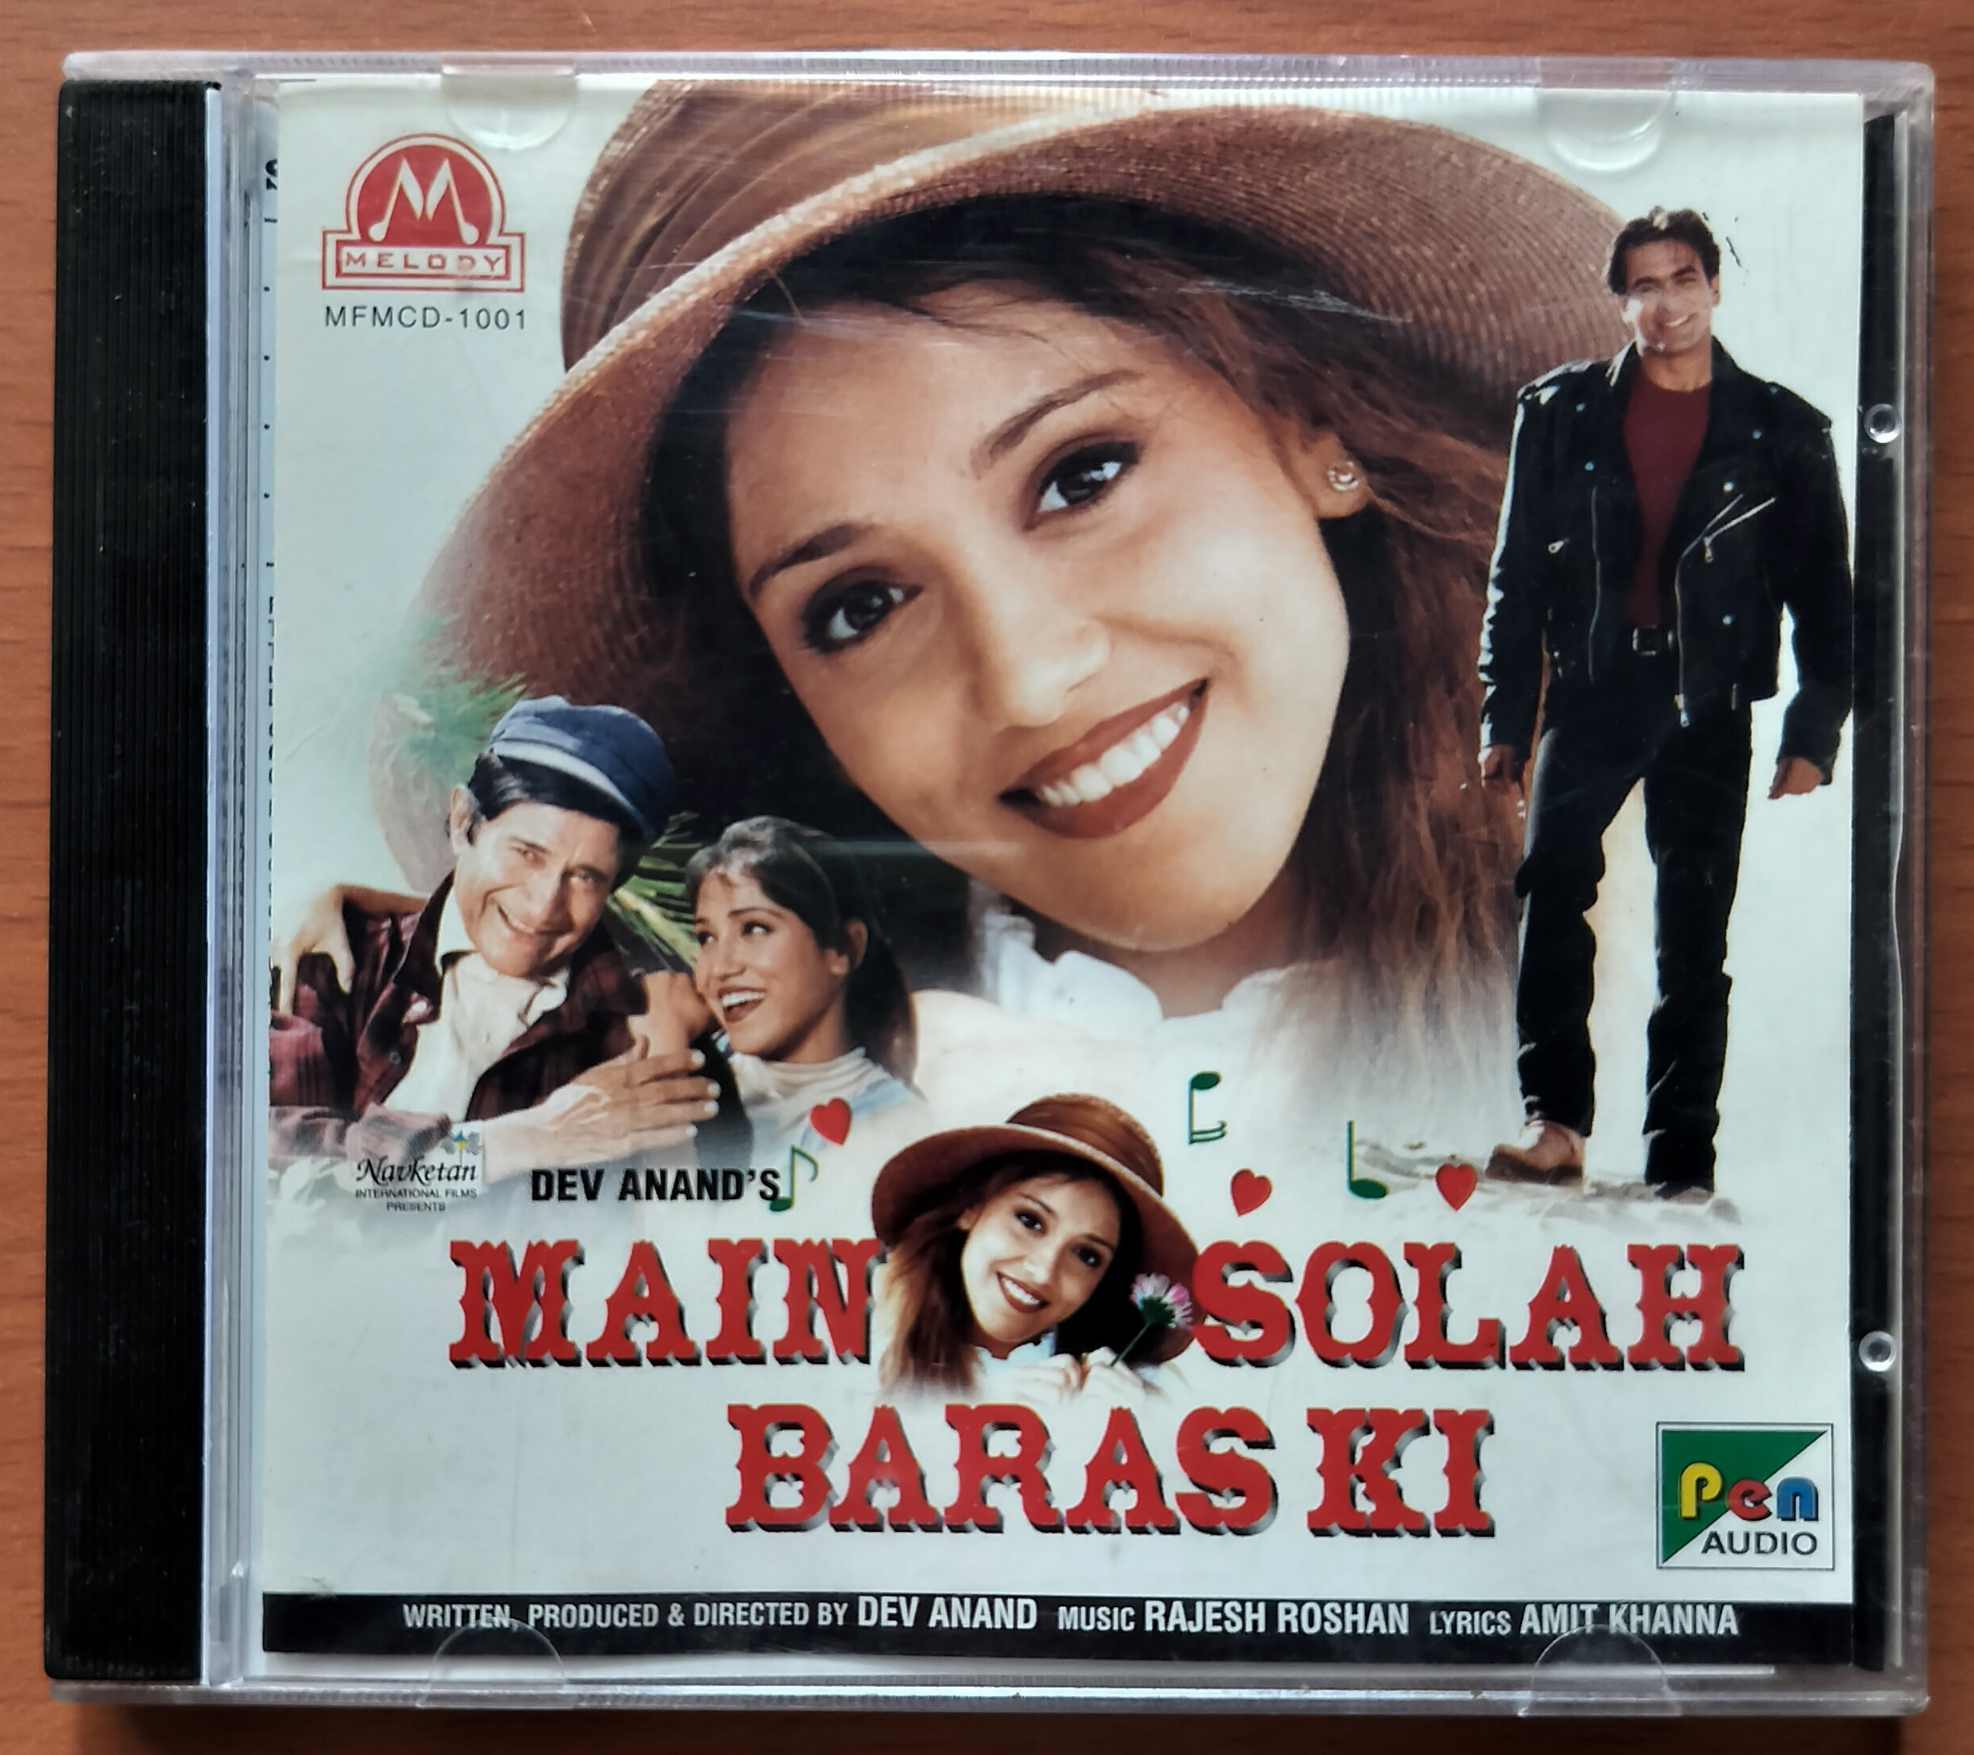 MELODY
MFMCD-1001
Navketan
INTERNATIONAL FILMS
PRESENTS
DEV ANAND'S
MAIN SOLAH
BARAS KI
Pen
AUDIO
WRITTEN, PRODUCED & DIRECTED BY DEV ANAND MUSIC RAJESH ROSHAN LYRICS AMIT KHANNA